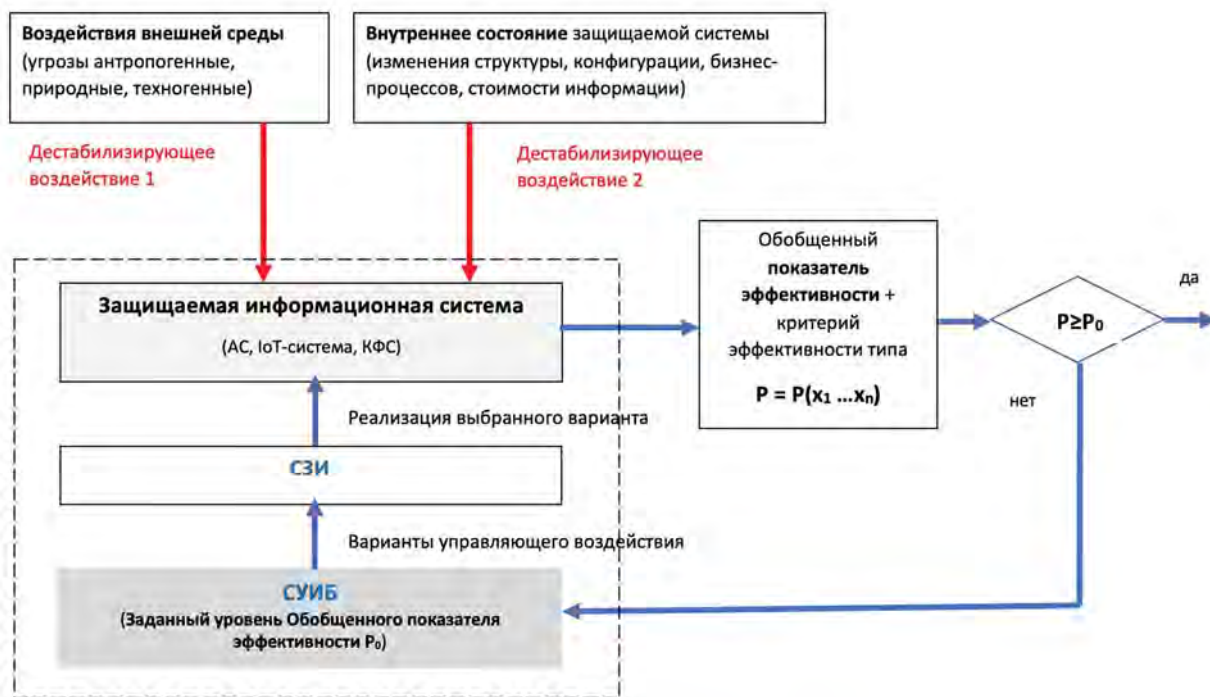 Воздействия внешней среды
(угрозы антропогенные,
природные, техногенные)
Внутреннее состояние защищаемой системы
(изменения структуры, конфигурации, бизнес-
процессов, стоимости информации)
Дестабилизирующее
воздействие 1
Дестабилизирующее
воздействие 2
Защищаемая информационная система
(АС, IoT-система, КФС)
Обобщенный
показатель
эффективности +
критерий
эффективности типа
P = P(x₁ ...xₙ)
P≥P₀
да
нет
Реализация выбранного варианта
СЗИ
Варианты управляющего воздействия
СУИБ
(Заданный уровень Обобщенного показателя
эффективности P₀)